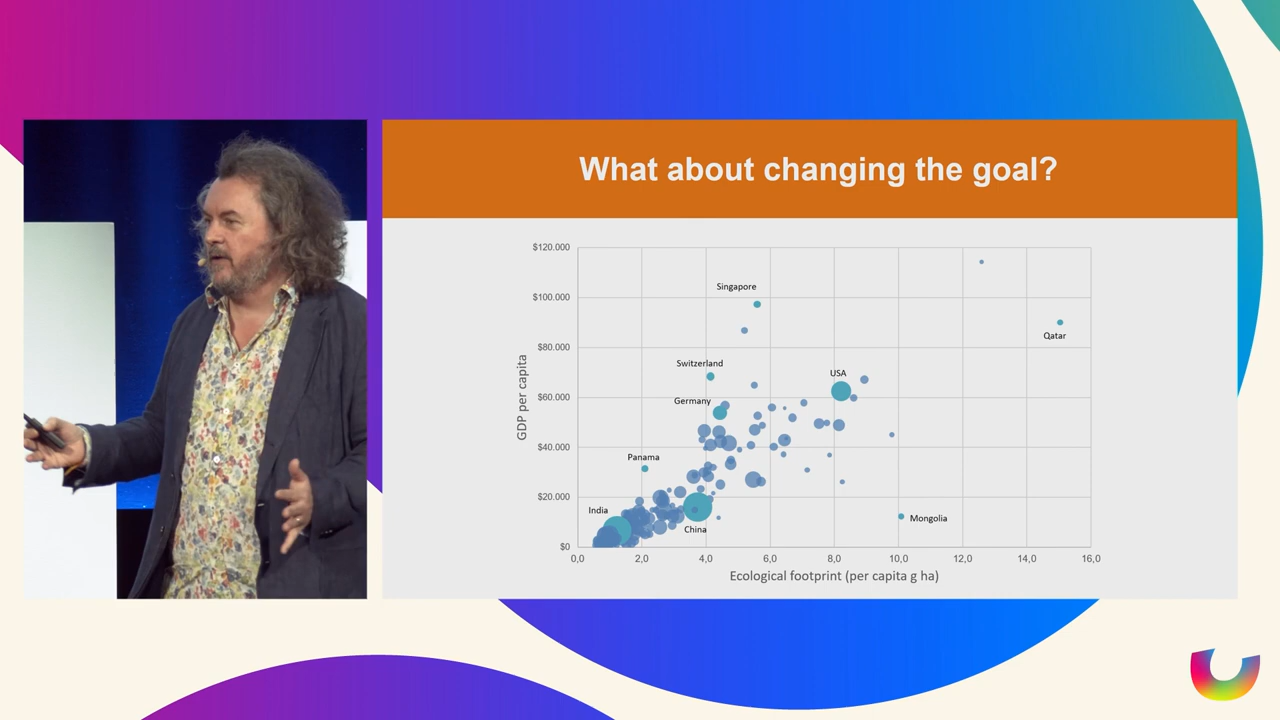 What about changing the goal?
$120.000
Singapore
$100.000
Qatar
$80.000
Switzerland
USA
GDP per capita
$60.000
Germany
$40.000
Panama
$20.000
India
China
Mongolia
$0
0,0 2,0 4,0 6,0 8,0 10,0 12,0 14,0 16,0
Ecological footprint (per capita g ha)